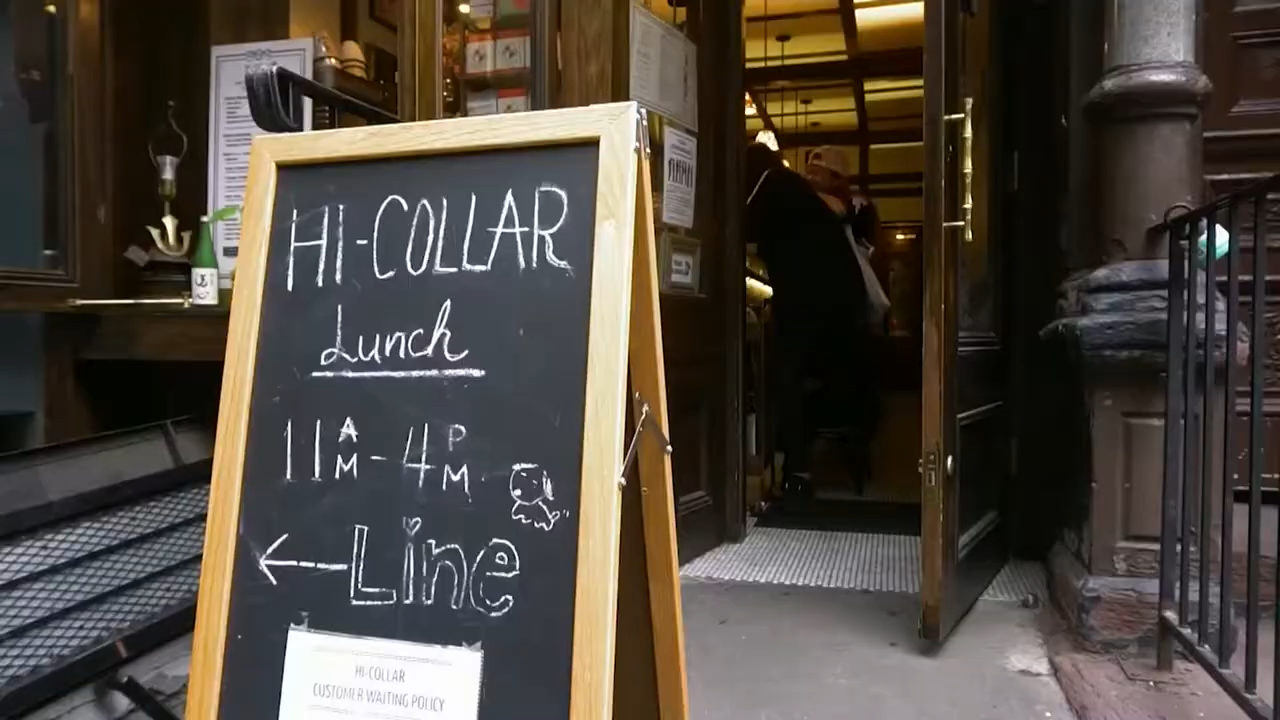 HI-COLLAR
Lunch
11AM-4PM
←Line
HI-COLLAR
CUSTOMER WAITING POLICY